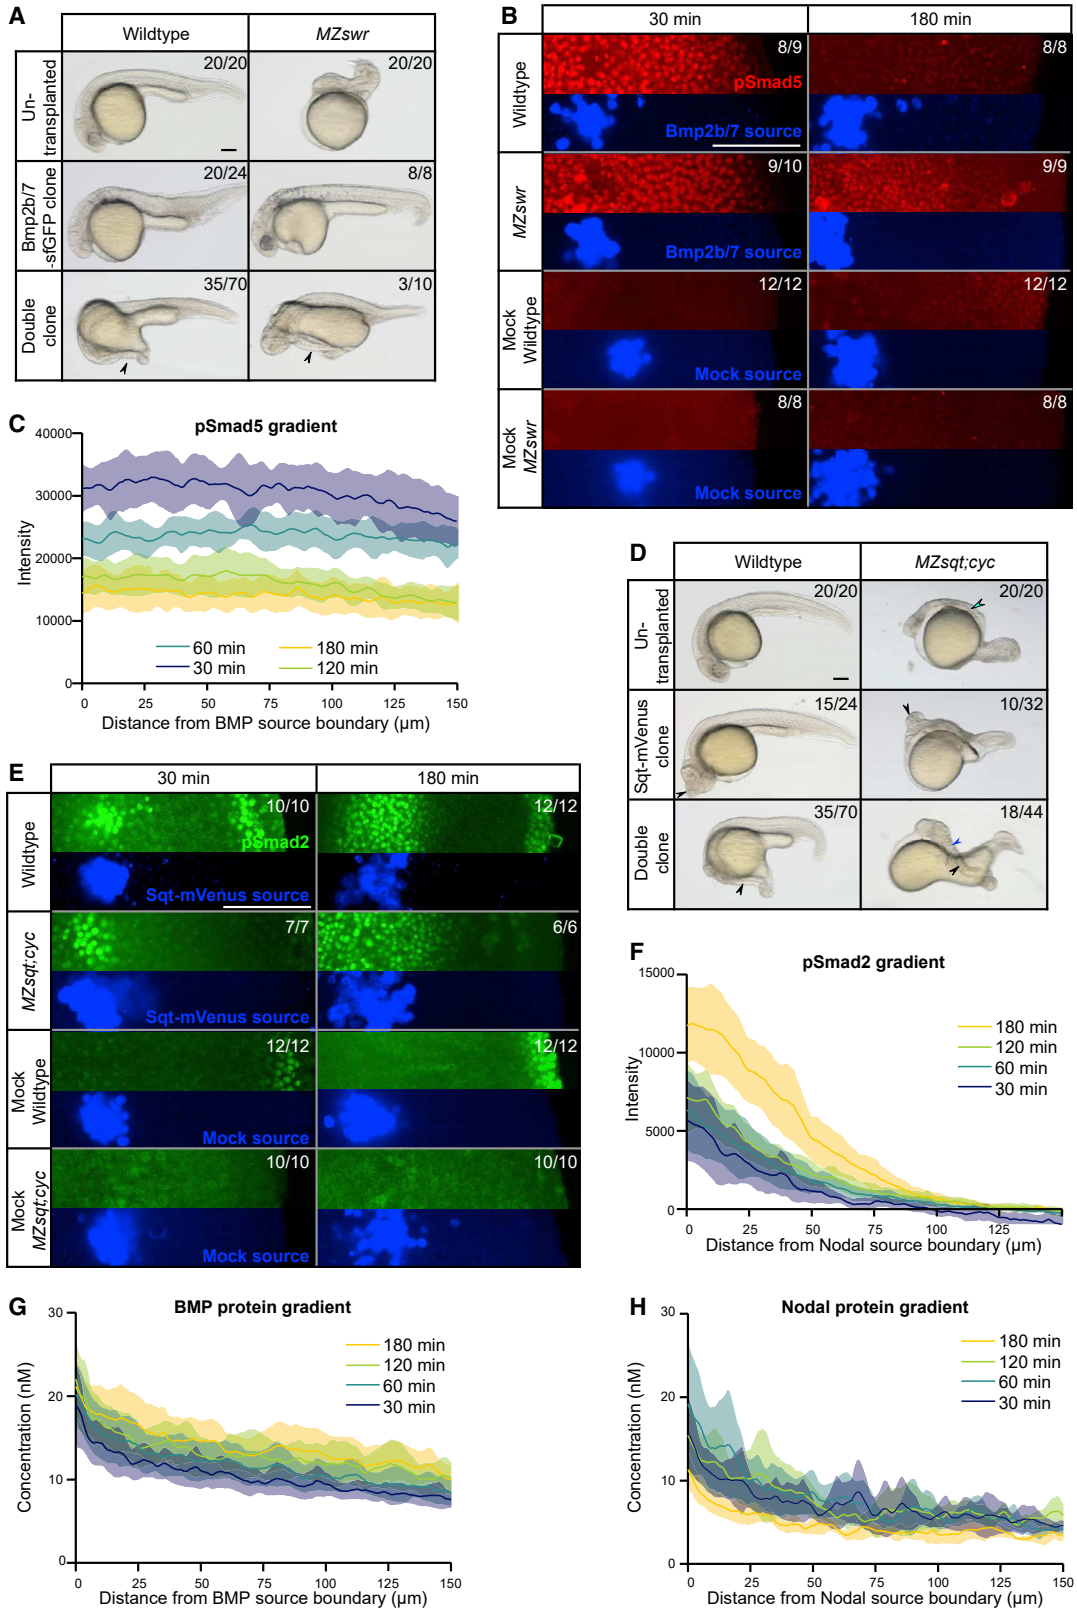 A
Wildtype
MZswr
Un-
transplanted
20/20
20/20
Bmp2b/7
-sfGFP clone
20/24
8/8
Double
clone
35/70
3/10
B
30 min
180 min
Wildtype
8/9
pSmad5
8/8
Bmp2b/7 source
MZswr
9/10
9/9
Bmp2b/7 source
Mock
Wildtype
12/12
12/12
Mock source
Mock
MZswr
8/8
8/8
Mock source
C
pSmad5 gradient
Intensity
40000
30000
20000
10000
0
60 min
180 min
30 min
120 min
0
25
50
75
100
125
150
Distance from BMP source boundary (µm)
D
Wildtype
MZsqt;cyc
Un-
transplanted
20/20
20/20
Sqt-mVenus
clone
15/24
10/32
Double
clone
35/70
18/44
E
30 min
180 min
Wildtype
10/10
pSmad2
12/12
Sqt-mVenus source
MZsqt;cyc
7/7
6/6
Sqt-mVenus source
Mock
Wildtype
12/12
12/12
Mock source
Mock
MZsqt;cyc
10/10
10/10
Mock source
F
pSmad2 gradient
Intensity
15000
10000
5000
0
180 min
120 min
60 min
30 min
0
25
50
75
100
125
Distance from Nodal source boundary (µm)
G
BMP protein gradient
Concentration (nM)
30
20
10
0
180 min
120 min
60 min
30 min
0
25
50
75
100
125
150
Distance from BMP source boundary (µm)
H
Nodal protein gradient
Concentration (nM)
30
20
10
0
180 min
120 min
60 min
30 min
0
25
50
75
100
125
150
Distance from Nodal source boundary (µm)